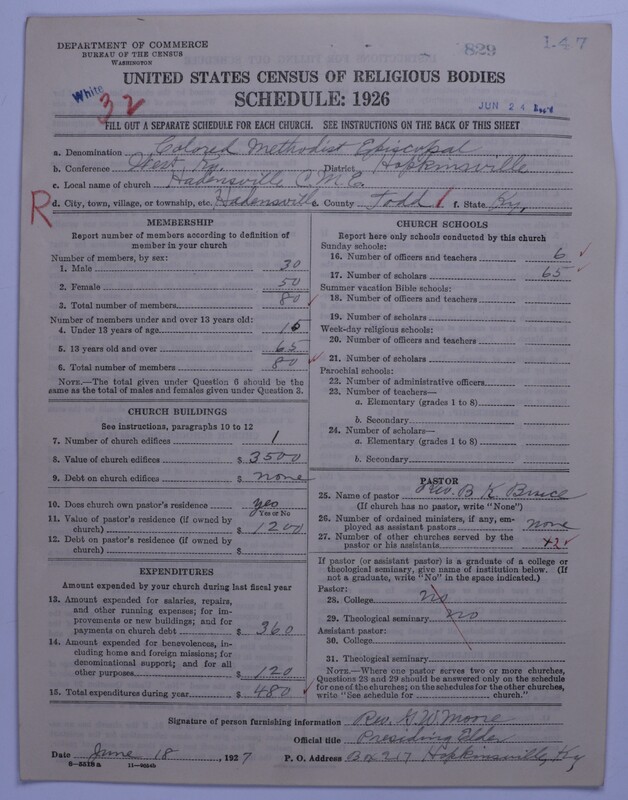 DEPARTMENT OF COMMERCE
BUREAU OF THE CENSUS
WASHINGTON
829
1-47
UNITED STATES CENSUS OF RELIGIOUS BODIES
SCHEDULE: 1926
White
32
JUN 24
FILL OUT A SEPARATE SCHEDULE FOR EACH CHURCH. SEE INSTRUCTIONS ON THE BACK OF THIS SHEET
a. Denomination Colored Methodist Episcopal
b. Conference West Ky. District Hopkinsville
c. Local name of church Hadensville C.M.E.
R d. City, town, village, or township, etc. Hadensville e. County Todd f. State Ky,
MEMBERSHIP
Report number of members according to definition of member in your church
Number of members, by sex:
1. Male 30
2. Female 50
3. Total number of members 80
Number of members under and over 13 years old:
4. Under 13 years of age
5. 13 years old and over 65
6. Total number of members 80
NOTE.—The total given under Question 6 should be the
same as the total of males and females given under Question 3.
CHURCH BUILDINGS
See instructions, paragraphs 10 to 12
7. Number of church edifices 1
8. Value of church edifices $ 3500
9. Debt on church edifices $ none
10. Does church own pastor's residence yes
Yes or No
11. Value of pastor's residence (if owned by
church) $ 1200
12. Debt on pastor's residence (if owned by
church) $
EXPENDITURES
Amount expended by your church during last fiscal year
13. Amount expended for salaries, repairs,
and other running expenses; for im-
provements or new buildings; and for
payments on church debt $ 360
14. Amount expended for benevolences, in-
cluding home and foreign missions; for
denominational support; and for all
other purposes $ 120
15. Total expenditures during year $ 480
CHURCH SCHOOLS
Report here only schools conducted by this church
Sunday schools:
16. Number of officers and teachers 6
17. Number of scholars 65
Summer vacation Bible schools:
18. Number of officers and teachers
19. Number of scholars
Week-day religious schools:
20. Number of officers and teachers
21. Number of scholars
Parochial schools:
22. Number of administrative officers
23. Number of teachers—
a. Elementary (grades 1 to 8)
b. Secondary
24. Number of scholars—
a. Elementary (grades 1 to 8)
b. Secondary
PASTOR
25. Name of pastor Rev. B K Bruce
(If church has no pastor, write "None")
26. Number of ordained ministers, if any, em-
ployed as assistant pastors none
27. Number of other churches served by the
pastor or his assistants 2
If pastor (or assistant pastor) is a graduate of a college or
theological seminary, give name of institution below. (If
not a graduate, write "No" in the space indicated.)
Pastor:
28. College no
29. Theological seminary no
Assistant pastor:
30. College
31. Theological seminary
NOTE.—Where one pastor serves two or more churches,
Questions 28 and 29 should be answered only on the schedule
for one of the churches; on the schedules for the other churches,
write "See schedule for church."
Signature of person furnishing information Rev. G. W. Moore
Official title Presiding Elder
Date June 18, 1927 P. O. Address Box 217 Hopkinsville, Ky
8-5319a 11-9024b